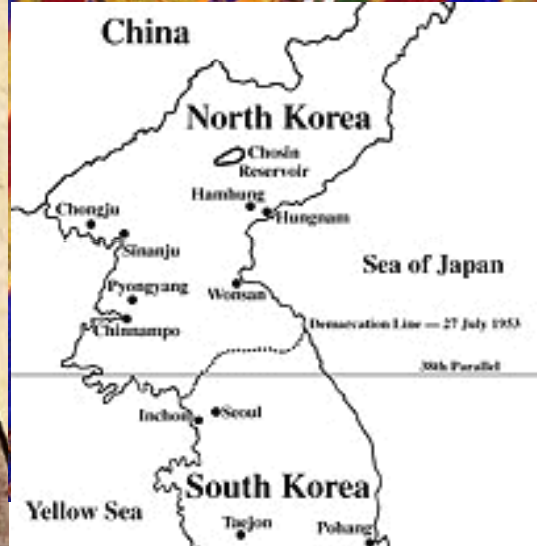 China
North Korea
Chosin
Reservoir
Hamhung
Hungnam
Chongju
Sinanju
Sea of Japan
Pyongyang
Wonsan
Chinnampo
Demarcation Line — 27 July 1953
38th Parallel
Inchon
Seoul
South Korea
Yellow Sea
Taejon
Pohang